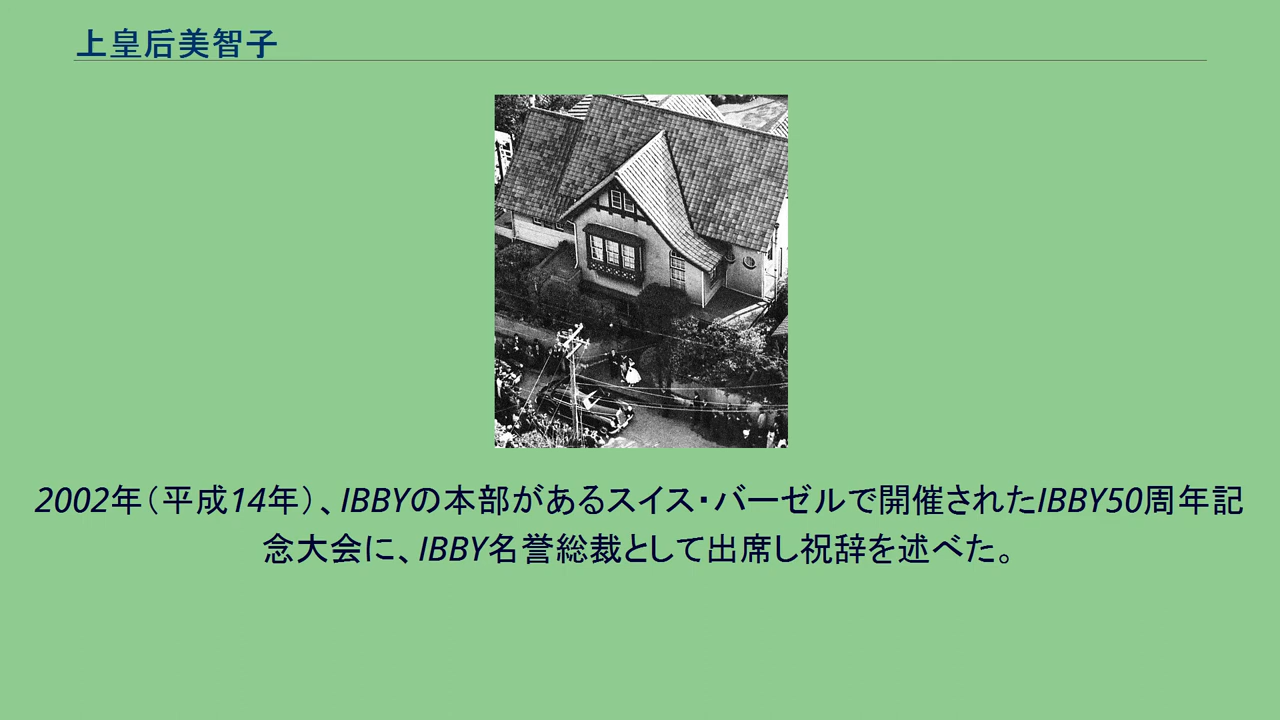 上皇后美智子
2002年（平成14年）、IBBYの本部があるスイス・バーゼルで開催されたIBBY50周年記
念大会に、IBBY名誉総裁として出席し祝辞を述べた。